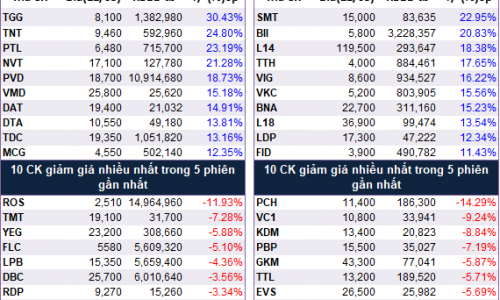 TGG 8,100 1,382,980 30.43%
TNT 9,460 592,960 24.80%
PTL 6,480 715,700 23.19%
NVT 17,100 127,780 21.28%
PVD 18,700 10,914,680 18.73%
VMD 25,800 25,620 15.18%
DAT 19,400 21,032 14.91%
DTA 10,550 49,180 13.81%
TDC 19,350 1,051,820 13.16%
MCG 4,550 502,140 12.35%
10 CK giảm giá nhiều nhất trong 5 phiên
gần nhất
ROS 2,510 14,964,960 -11.93%
TMT 19,100 31,700 -7.28%
YEG 23,200 308,660 -5.88%
FLC 5580 5,609,320 -5.10%
LPB 15,350 5,659,400 -4.36%
DBC 25,700 6,010,640 -3.56%
RDP 9,270 15,260 -3.34%
SMT 15,000 83,635 22.95%
BII 5,800 3,228,357 20.83%
L14 119,500 293,647 18.38%
TTH 4,000 884,461 17.65%
VIG 8,600 934,527 16.22%
VKC 5,200 803,905 15.56%
BNA 22,700 311,160 15.23%
L18 36,900 99,474 13.54%
LDP 17,300 47,222 12.34%
FID 3,900 490,782 11.43%
10 CK giảm giá nhiều nhất trong 5 phiên
gần nhất
PCH 11,400 186,300 -14.29%
VC1 10,800 33,941 -9.24%
KDM 13,400 20,823 -8.84%
PBP 15,500 35,007 -7.19%
GKM 43,300 77,041 -5.87%
TTL 13,200 189,520 -5.71%
EVS 26,500 25,982 -5.69%